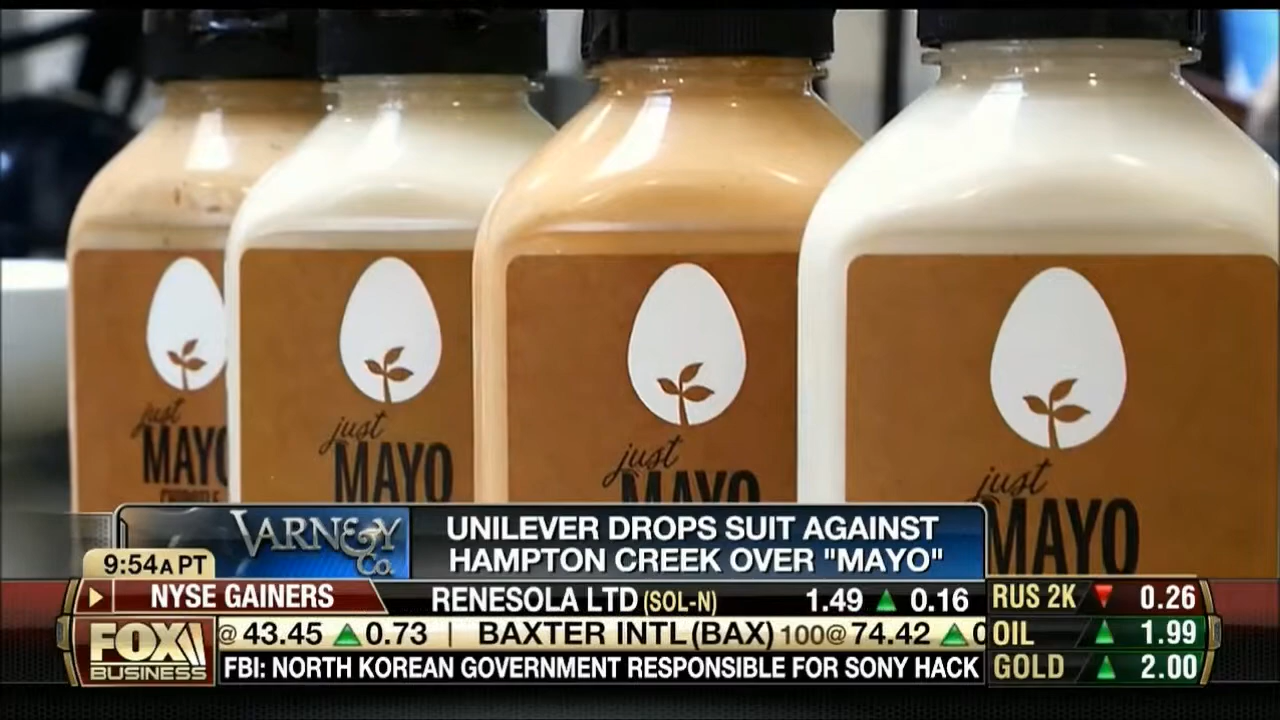 just
MAYO
CHIPOTLE
just
MAYO
just
MAYO
just
MAYO
VARNEY
& Co.
UNILEVER DROPS SUIT AGAINST
HAMPTON CREEK OVER "MAYO"
9:54A PT
NYSE GAINERS
RENESOLA LTD (SOL-N) 1.49 0.16
RUS 2K 0.26
FOX
BUSINESS
@ 43.45 0.73 | BAXTER INTL (BAX) 100@ 74.42 0
OIL 1.99
FBI: NORTH KOREAN GOVERNMENT RESPONSIBLE FOR SONY HACK
GOLD 2.00